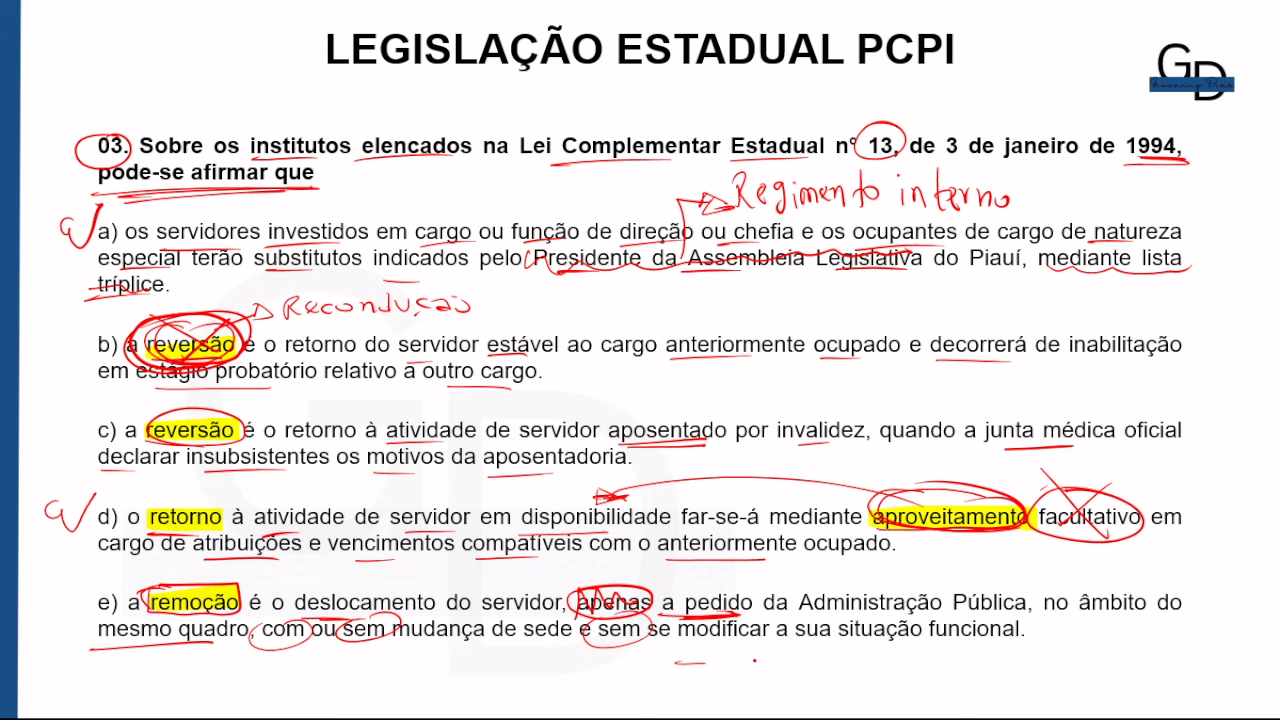 LEGISLAÇÃO ESTADUAL PCPI
GD
03. Sobre os institutos elencados na Lei Complementar Estadual nº 13, de 3 de janeiro de 1994,
pode-se afirmar que
Regimento interno
a) os servidores investidos em cargo ou função de direção ou chefia e os ocupantes de cargo de natureza
especial terão substitutos indicados pelo Presidente da Assembleia Legislativa do Piauí, mediante lista
tríplice.
Recondução
b) a reversão é o retorno do servidor estável ao cargo anteriormente ocupado e decorrerá de inabilitação
em estágio probatório relativo a outro cargo.
c) a reversão é o retorno à atividade de servidor aposentado por invalidez, quando a junta médica oficial
declarar insubsistentes os motivos da aposentadoria.
d) o retorno à atividade de servidor em disponibilidade far-se-á mediante aproveitamento facultativo em
cargo de atribuições e vencimentos compatíveis com o anteriormente ocupado.
e) a remoção é o deslocamento do servidor, apenas a pedido da Administração Pública, no âmbito do
mesmo quadro, com ou sem mudança de sede e sem se modificar a sua situação funcional.